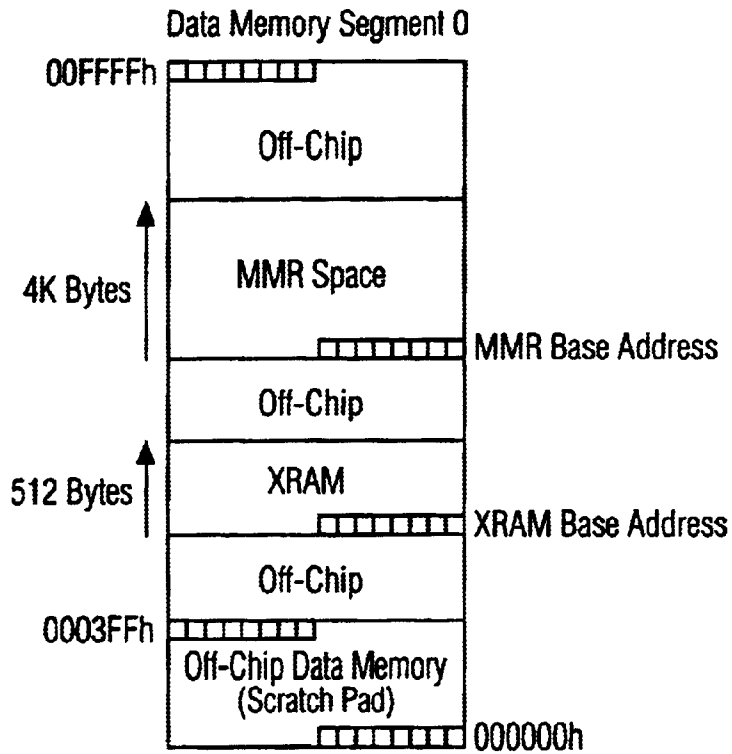 Data Memory Segment 0
00FFFFh
Off-Chip
4K Bytes
MMR Space
MMR Base Address
Off-Chip
512 Bytes
XRAM
XRAM Base Address
Off-Chip
0003FFh
Off-Chip Data Memory
(Scratch Pad)
000000h